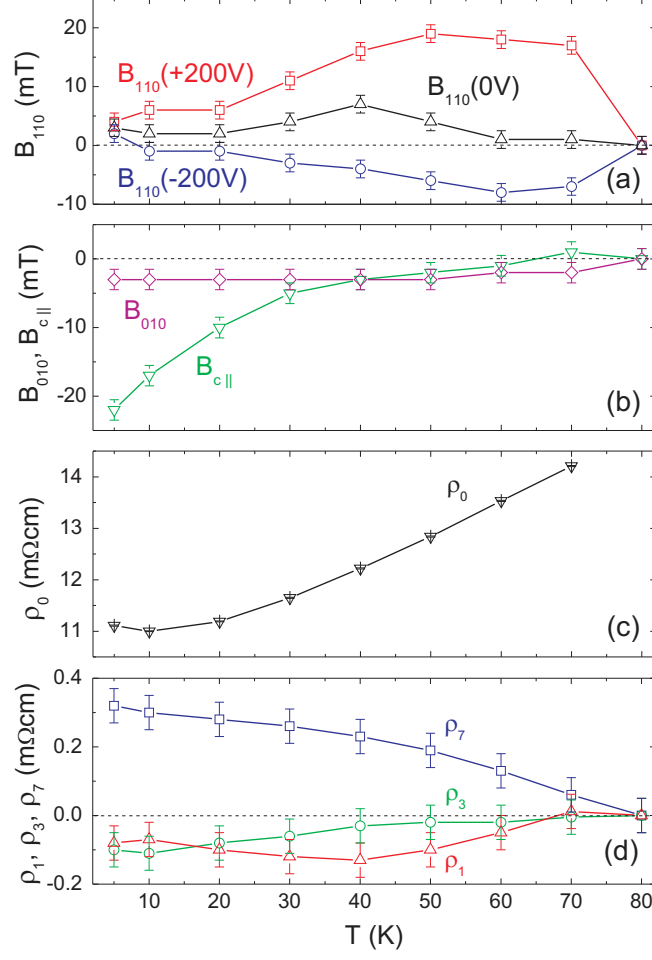 20
10
0
-10
B₁₁₀ (mT)
B₁₁₀(+200V)
B₁₁₀(0V)
B₁₁₀(-200V)
(a)
0
-10
-20
B₀₁₀, B_c|| (mT)
B₀₁₀
B_c||
(b)
14
13
12
11
ρ₀ (mΩcm)
ρ₀
(c)
0.4
0.2
0.0
-0.2
ρ₁, ρ₃, ρ₇ (mΩcm)
ρ₇
ρ₃
ρ₁
(d)
10 20 30 40 50 60 70 80
T (K)